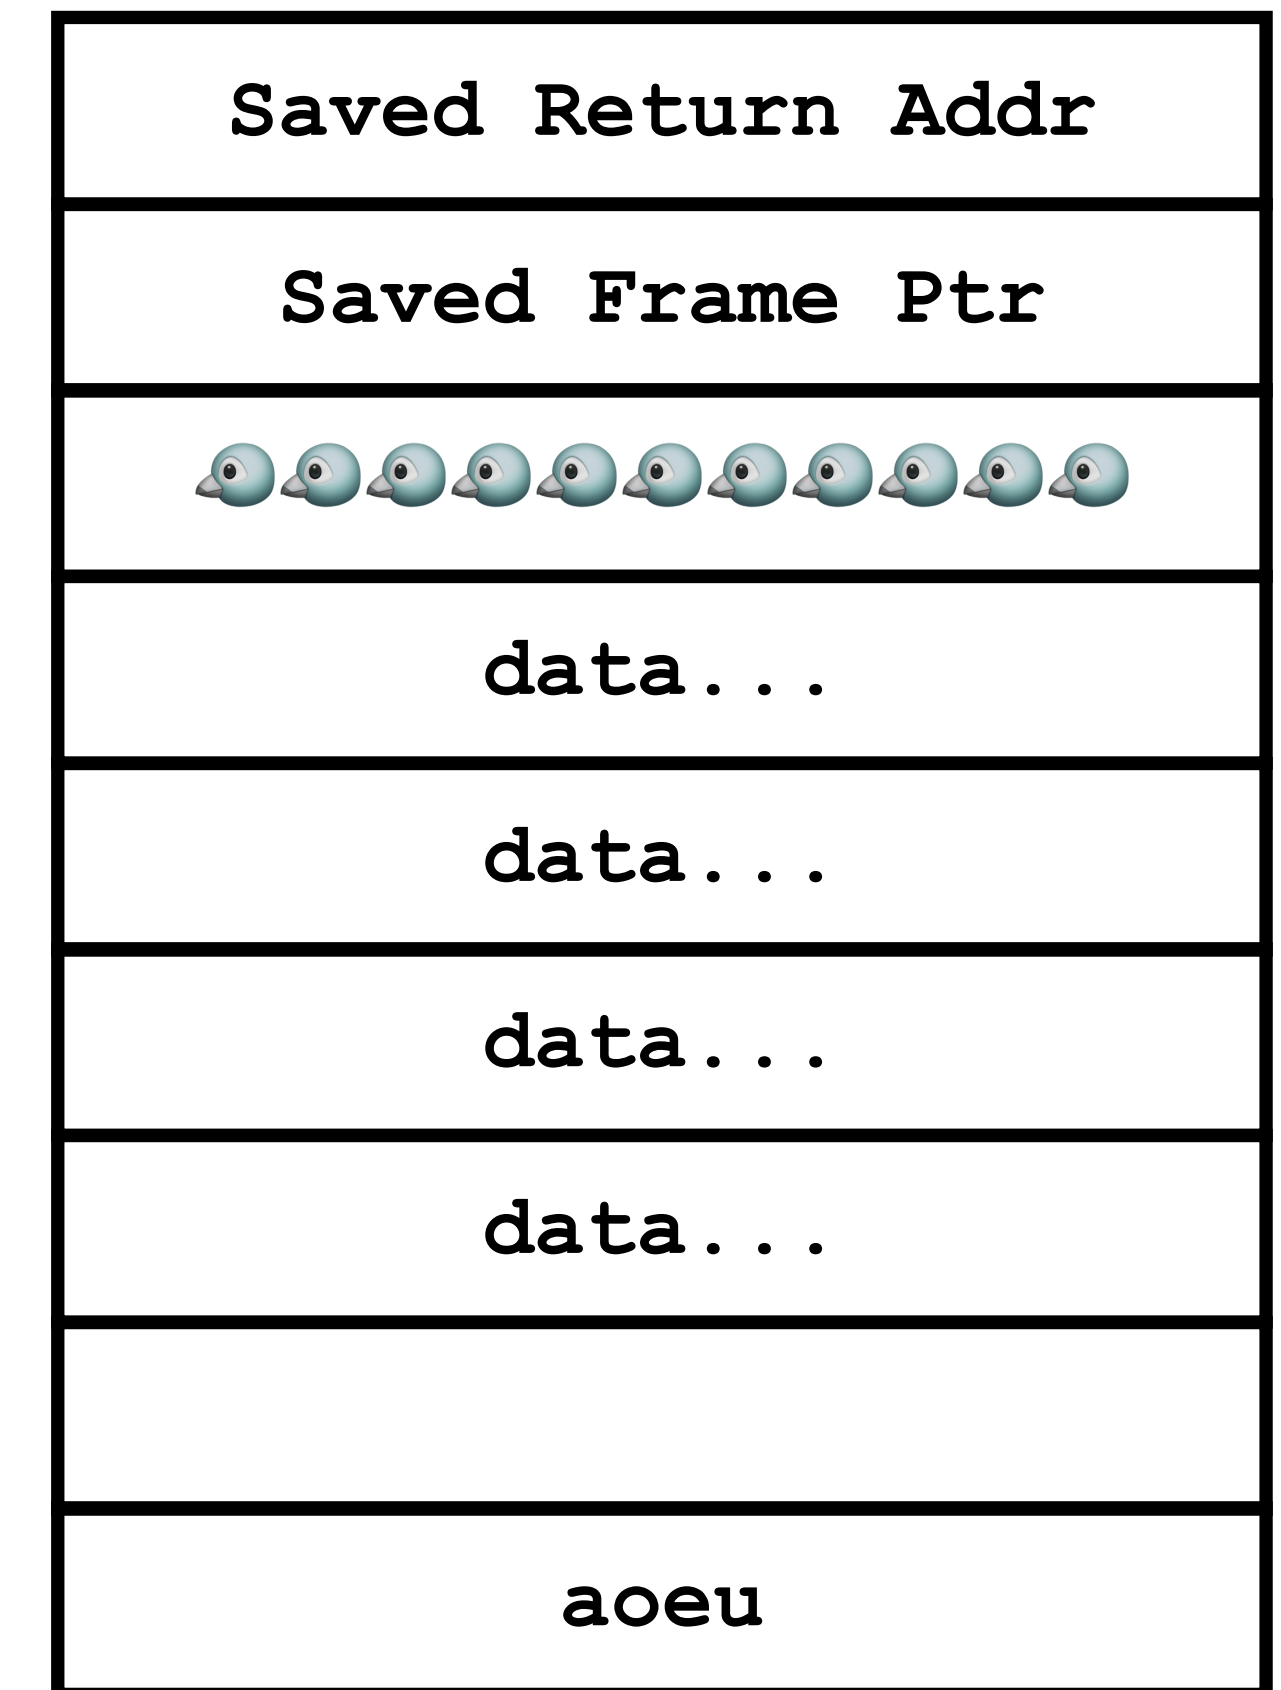 Saved Return Addr
Saved Frame Ptr
🐦🐦🐦🐦🐦🐦🐦🐦🐦🐦🐦
data...
data...
data...
data...
aoeu